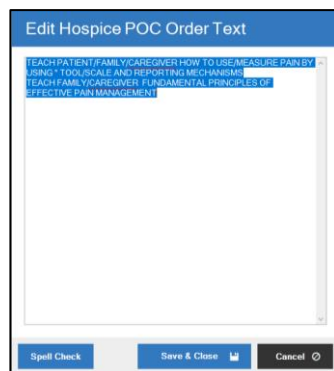 Edit Hospice POC Order Text
TEACH PATIENT/FAMILY/CAREGIVER HOW TO USE/MEASURE PAIN BY
USING * TOOL/SCALE AND REPORTING MECHANISMS
TEACH FAMILY/CAREGIVER  FUNDAMENTAL PRINCIPLES OF
EFFECTIVE PAIN MANAGEMENT
Spell Check
Save & Close
Cancel